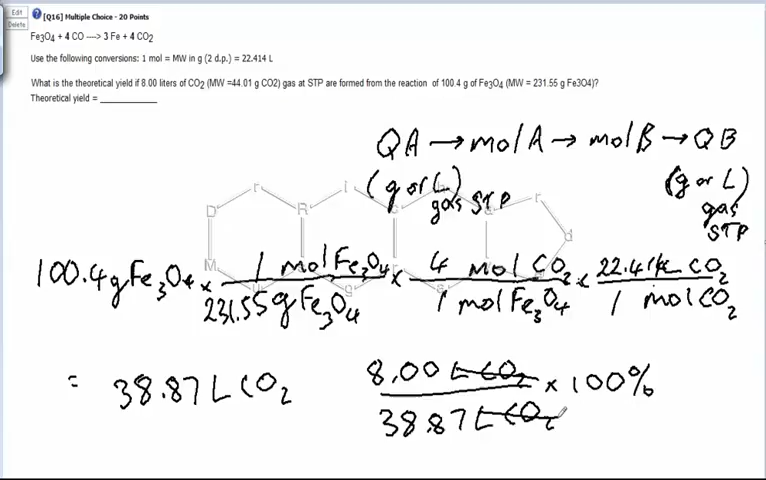 Edit
Delete
[Q16] Multiple Choice - 20 Points
Fe₃O₄ + 4 CO ----> 3 Fe + 4 CO₂
Use the following conversions: 1 mol = MW in g (2 d.p.) = 22.414 L
What is the theoretical yield if 8.00 liters of CO₂ (MW =44.01 g CO2) gas at STP are formed from the reaction of 100.4 g of Fe₃O₄ (MW = 231.55 g Fe3O4)?
Theoretical yield = ____________
QA → mol A → mol B → QB
(g or L) (g or L)
gas STP gas
STP
100.4 g Fe₃O₄ × 1 mol Fe₃O₄ / 231.55 g Fe₃O₄ × 4 mol CO₂ / 1 mol Fe₃O₄ × 22.414 L CO₂ / 1 mol CO₂
= 38.87 L CO₂ 8.00 L CO₂ / 38.87 L CO₂ × 100%